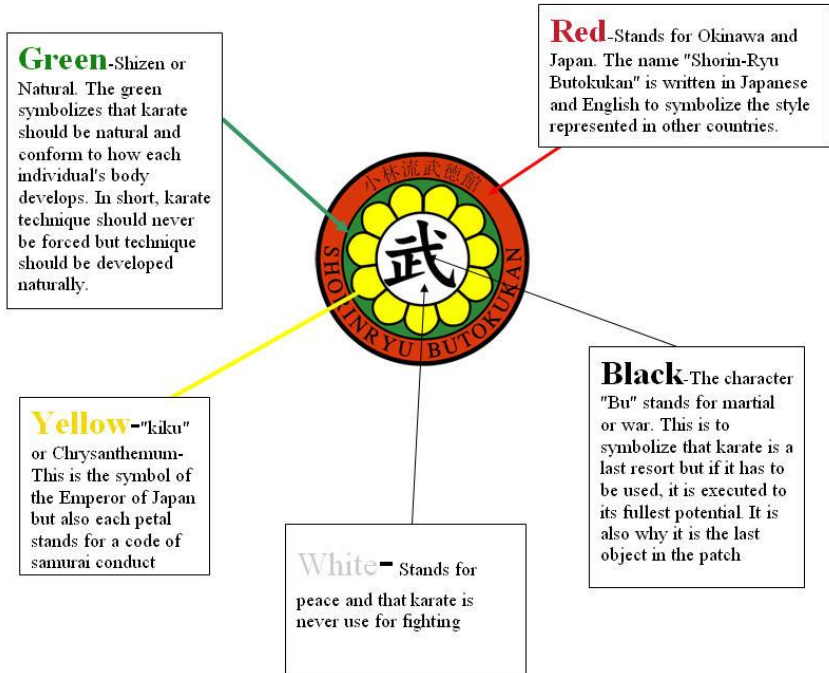 Green-Shizen or
Natural. The green
symbolizes that karate
should be natural and
conform to how each
individual's body
develops. In short, karate
technique should never
be forced but technique
should be developed
naturally.
Red-Stands for Okinawa and
Japan. The name "Shorin-Ryu
Butokukan" is written in Japanese
and English to symbolize the style
represented in other countries.
小林流武徳館
武
SHORINRYU BUTOKUKAN
Yellow-"kiku"
or Chrysanthemum-
This is the symbol of
the Emperor of Japan
but also each petal
stands for a code of
samurai conduct
White- Stands for
peace and that karate is
never use for fighting
Black-The character
"Bu" stands for martial
or war. This is to
symbolize that karate is a
last resort but if it has to
be used, it is executed to
its fullest potential. It is
also why it is the last
object in the patch